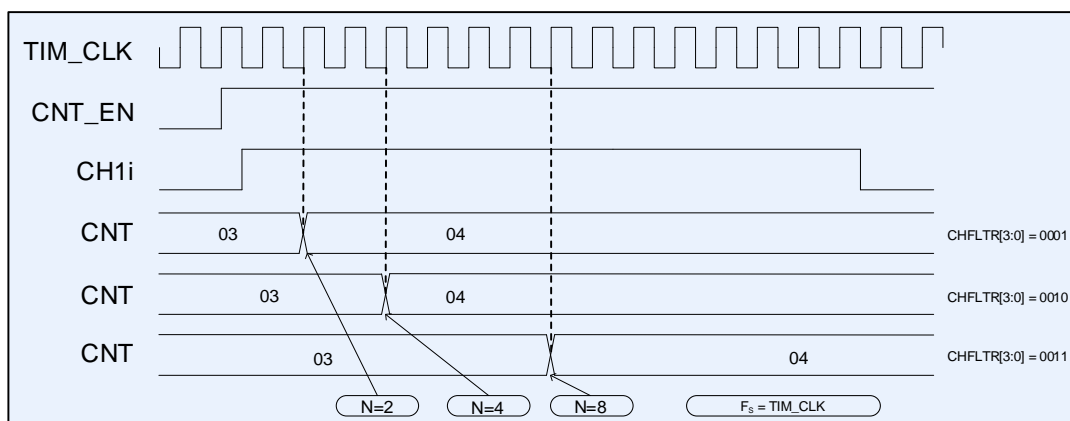 TIM_CLK
CNT_EN
CH1i
CNT 03 04 CHFLTR[3:0] = 0001
CNT 03 04 CHFLTR[3:0] = 0010
CNT 03 04 CHFLTR[3:0] = 0011
N=2 N=4 N=8 FS = TIM_CLK